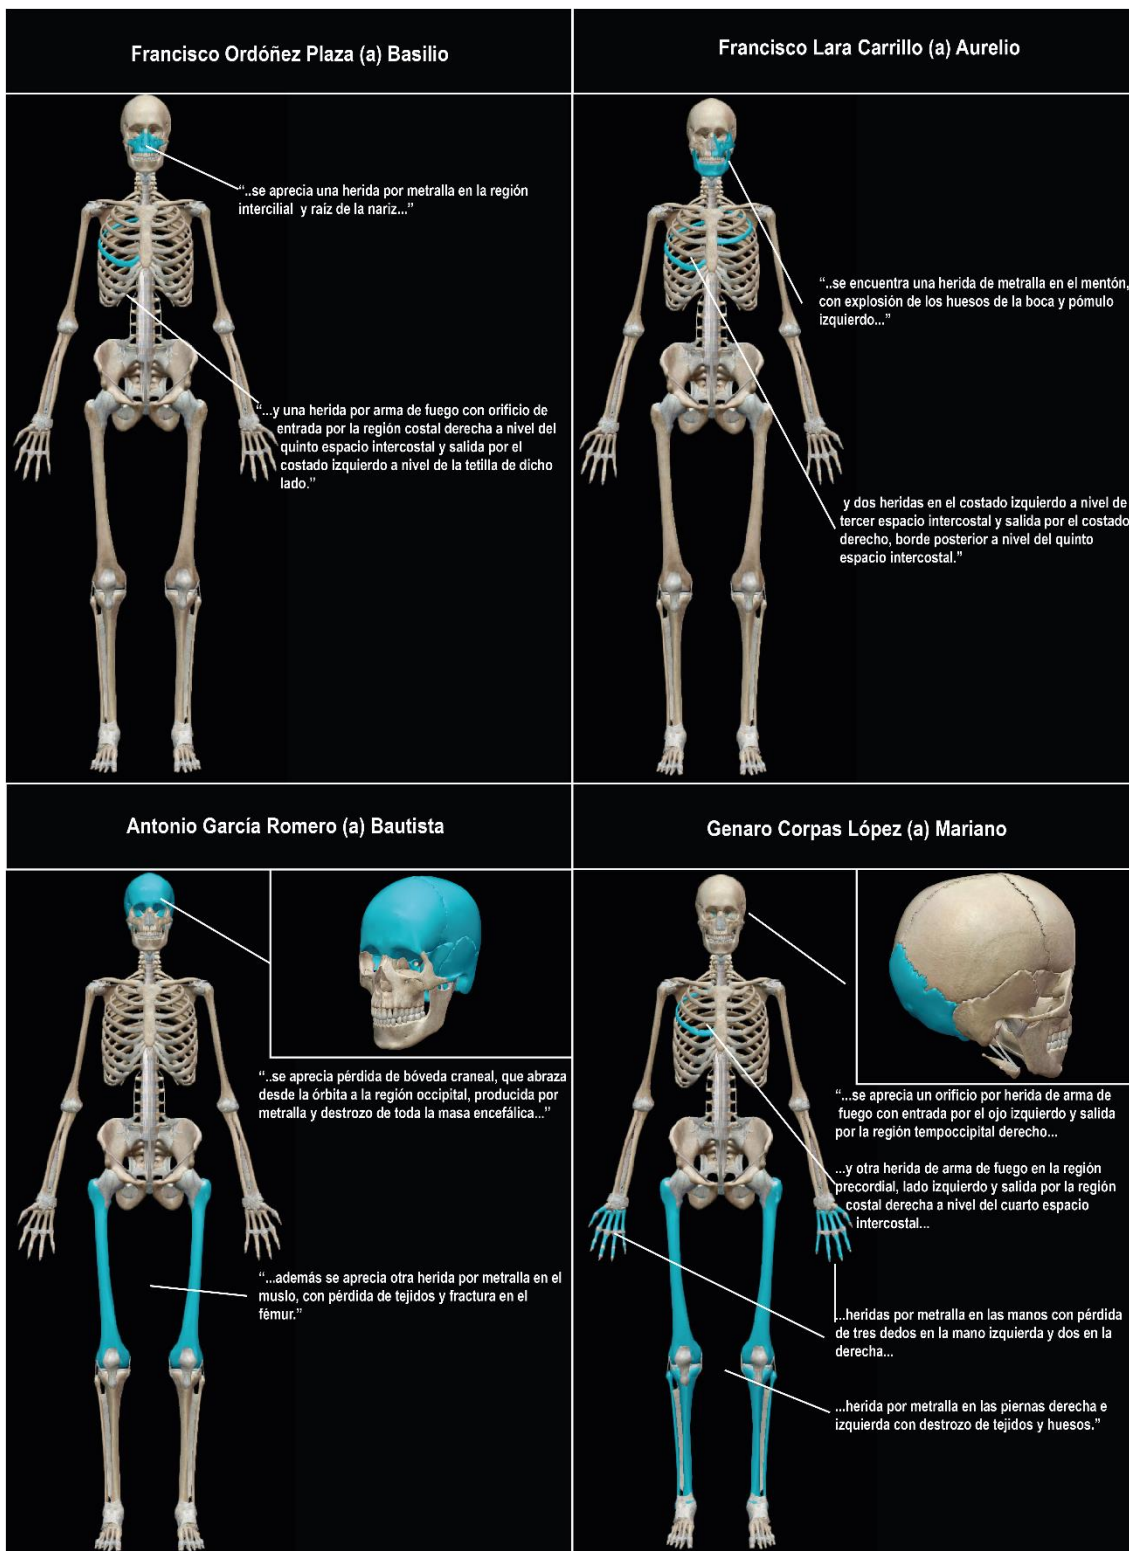 Francisco Ordóñez Plaza (a) Basilio
“..se aprecia una herida por metralla en la región
intercilial y raíz de la nariz...”
“...y una herida por arma de fuego con orificio de
entrada por la región costal derecha a nivel del
quinto espacio intercostal y salida por el
costado izquierdo a nivel de la tetilla de dicho
lado.”
Francisco Lara Carrillo (a) Aurelio
“..se encuentra una herida de metralla en el mentón,
con explosión de los huesos de la boca y pómulo
izquierdo...”
y dos heridas en el costado izquierdo a nivel de
tercer espacio intercostal y salida por el costado
derecho, borde posterior a nivel del quinto
espacio intercostal.”
Antonio García Romero (a) Bautista
“..se aprecia pérdida de bóveda craneal, que abraza
desde la órbita a la región occipital, producida por
metralla y destrozo de toda la masa encefálica...”
“...además se aprecia otra herida por metralla en el
muslo, con pérdida de tejidos y fractura en el
fémur.”
Genaro Corpas López (a) Mariano
“...se aprecia un orificio por herida de arma de
fuego con entrada por el ojo izquierdo y salida
por la región tempoccipital derecho...
...y otra herida de arma de fuego en la región
precordial, lado izquierdo y salida por la región
costal derecha a nivel del cuarto espacio
intercostal...
...heridas por metralla en las manos con pérdida
de tres dedos en la mano izquierda y dos en la
derecha...
...herida por metralla en las piernas derecha e
izquierda con destrozo de tejidos y huesos.”